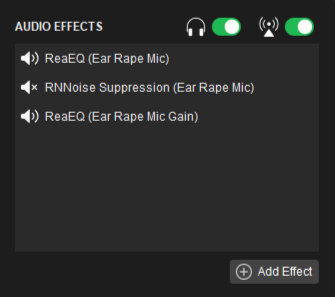 AUDIO EFFECTS
ReaEQ (Ear Rape Mic)
RNNoise Suppression (Ear Rape Mic)
ReaEQ (Ear Rape Mic Gain)
Add Effect